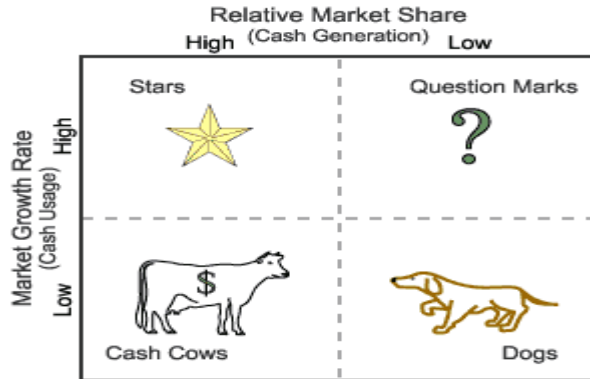 Relative Market Share
High (Cash Generation) Low
Stars
Question Marks
?
Market Growth Rate
(Cash Usage)
High
Low
$
Cash Cows
Dogs